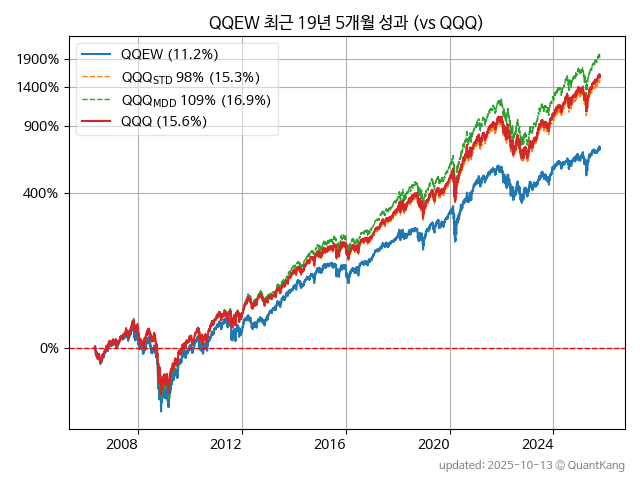 QQEW 최근 19년 5개월 성과 (vs QQQ)
QQEW (11.2%)
QQQSTD 98% (15.3%)
QQQMDD 109% (16.9%)
QQQ (15.6%)
1900%
1400%
900%
400%
0%
2008 2012 2016 2020 2024
updated: 2025-10-13 © QuantKang